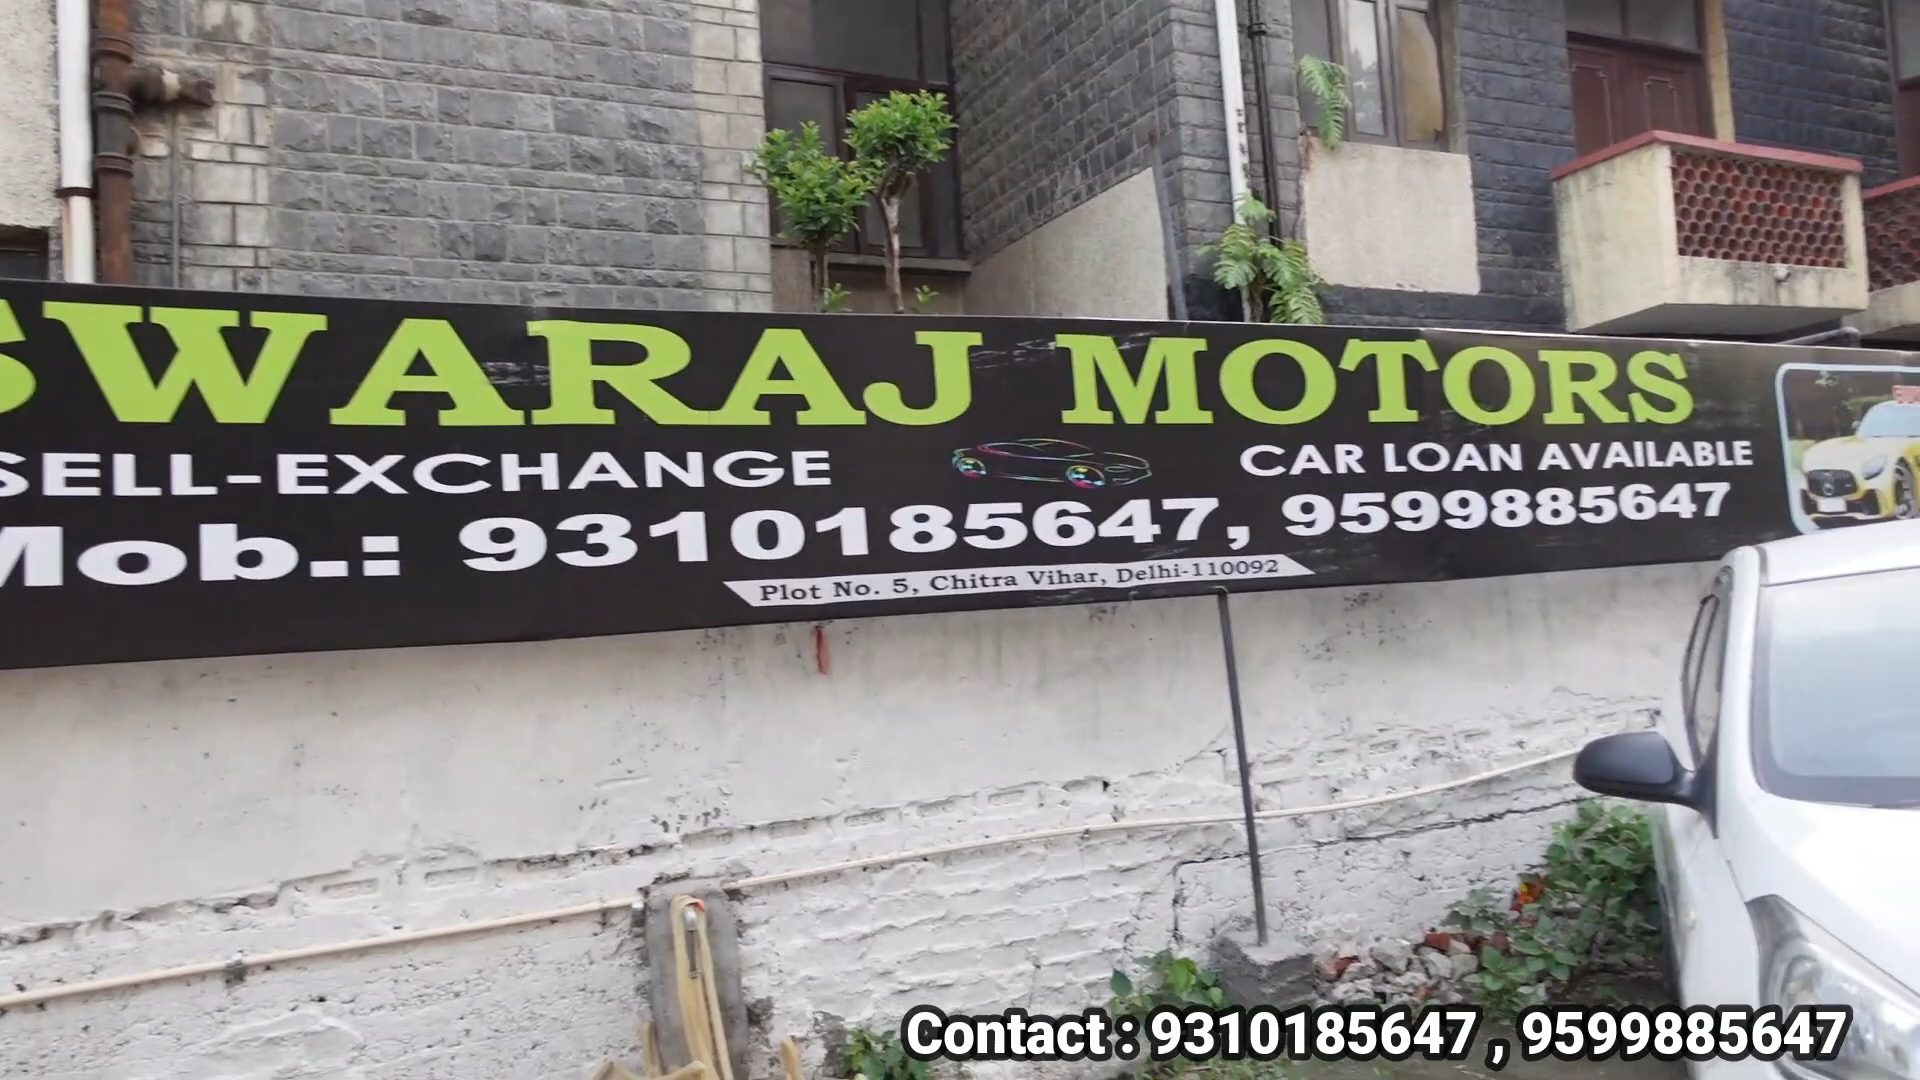 SWARAJ MOTORS
SELL-EXCHANGE
CAR LOAN AVAILABLE
Mob.: 9310185647, 9599885647
Plot No. 5, Chitra Vihar, Delhi-110092
Contact : 9310185647 , 9599885647